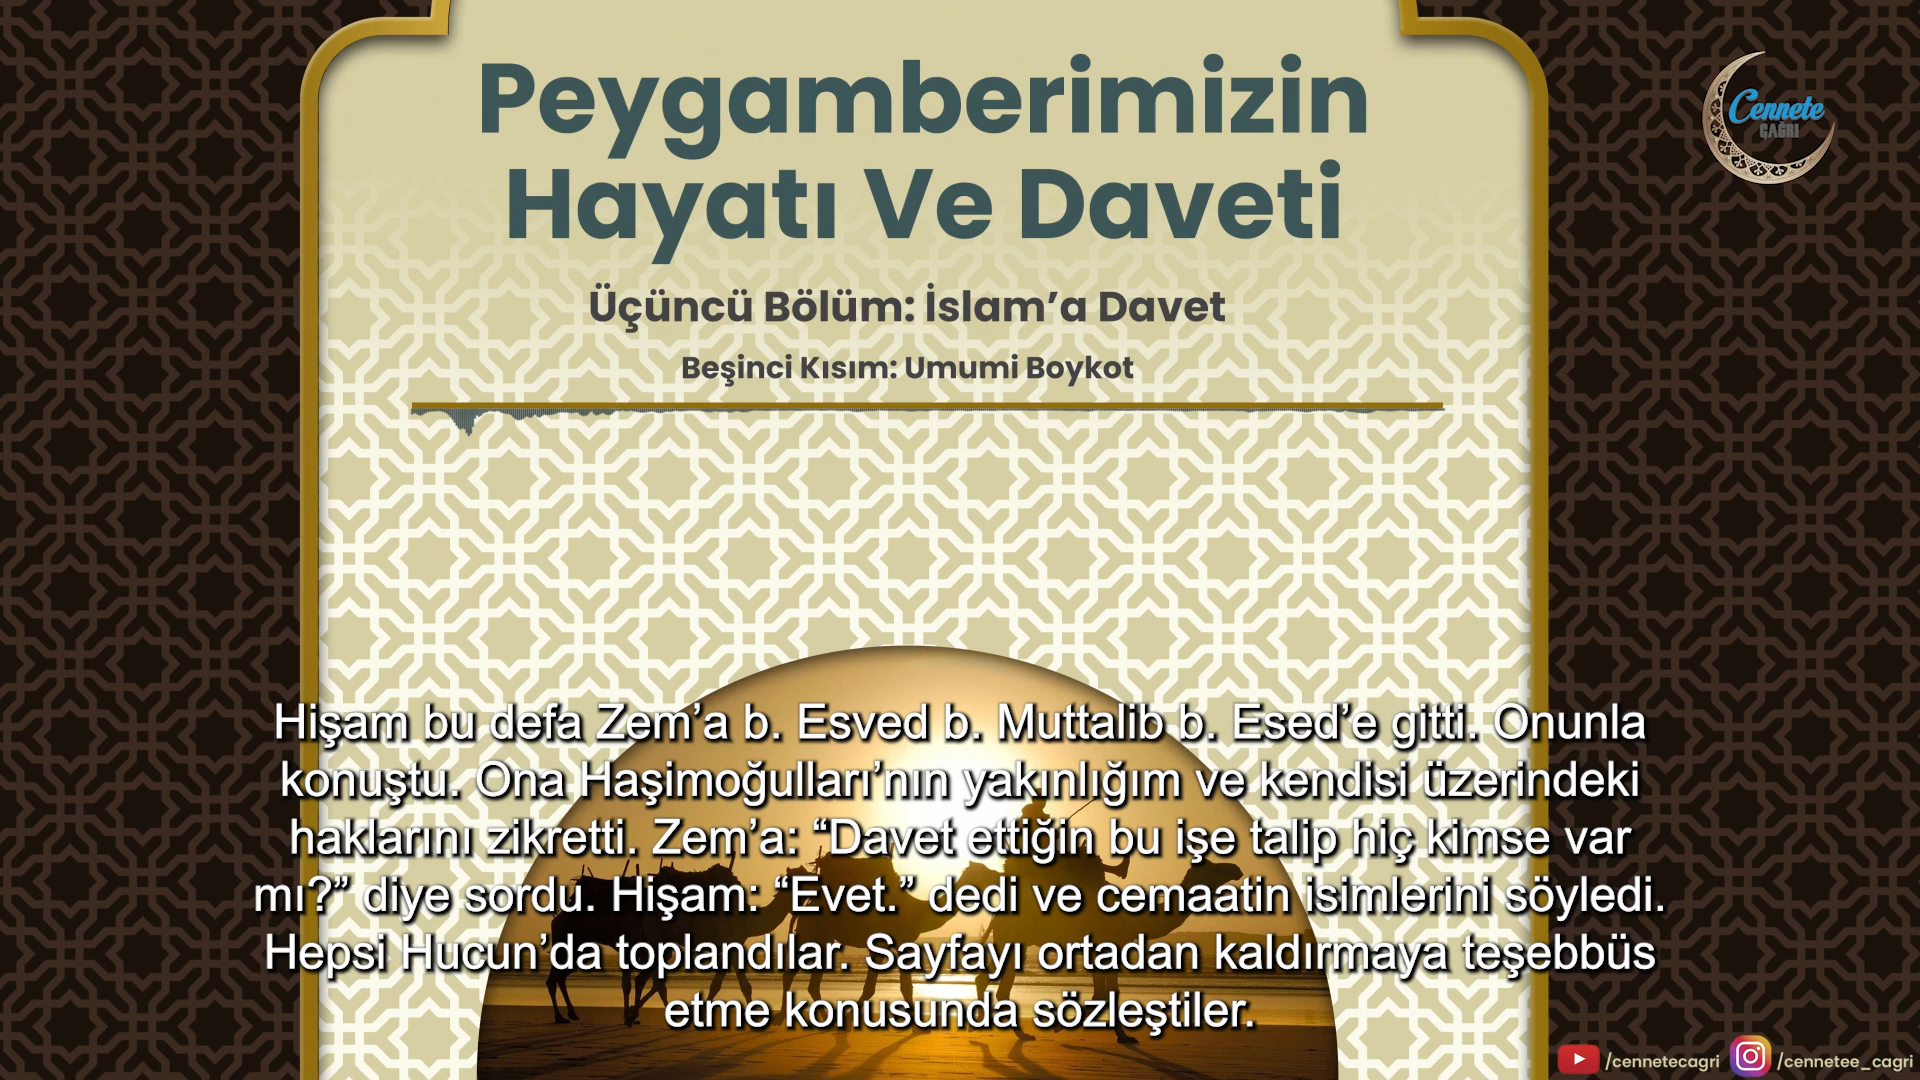 Peygamberimizin
Hayatı Ve Daveti
Cennete
ÇAĞRI
Üçüncü Bölüm: İslam’a Davet
Beşinci Kısım: Umumi Boykot
Hişam bu defa Zem’a b. Esved b. Muttalib b. Esed’e gitti. Onunla
konuştu. Ona Haşimoğulları’nın yakınlığım ve kendisi üzerindeki
haklarını zikretti. Zem’a: “Davet ettiğin bu işe talip hiç kimse var
mı?” diye sordu. Hişam: “Evet.” dedi ve cemaatin isimlerini söyledi.
Hepsi Hucun’da toplandılar. Sayfayı ortadan kaldırmaya teşebbüs
etme konusunda sözleştiler.
/cennetecagri /cennetee_cagri